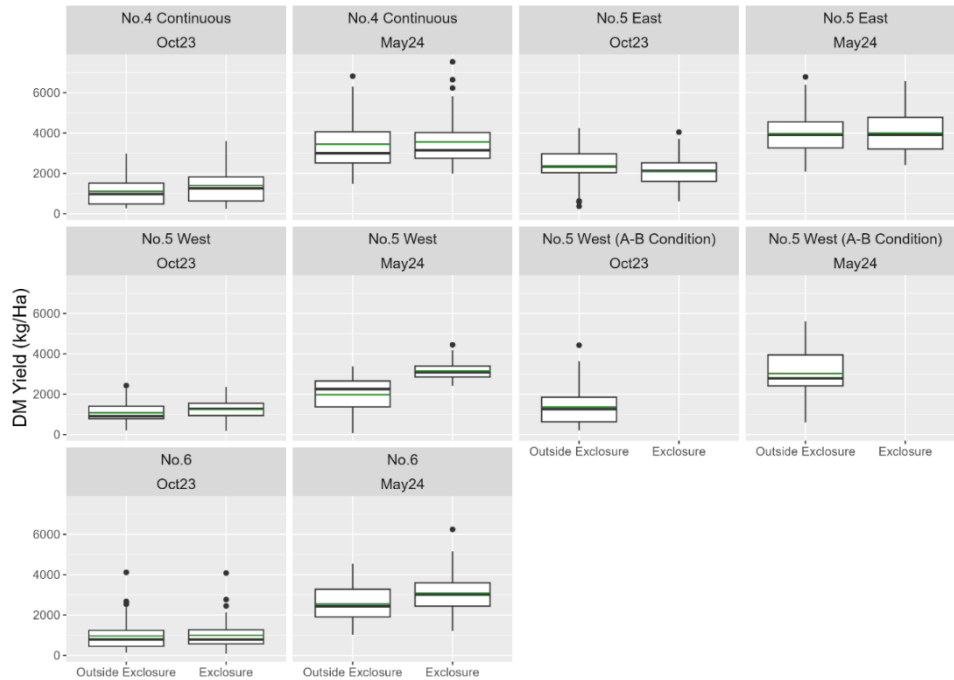 No.4 Continuous
Oct23
No.4 Continuous
May24
No.5 East
Oct23
No.5 East
May24
6000
4000
2000
0
No.5 West
Oct23
No.5 West
May24
No.5 West (A-B Condition)
Oct23
No.5 West (A-B Condition)
May24
DM Yield (kg/Ha)
6000
4000
2000
0
Outside Exclosure
Exclosure
Outside Exclosure
Exclosure
No.6
Oct23
No.6
May24
6000
4000
2000
0
Outside Exclosure
Exclosure
Outside Exclosure
Exclosure